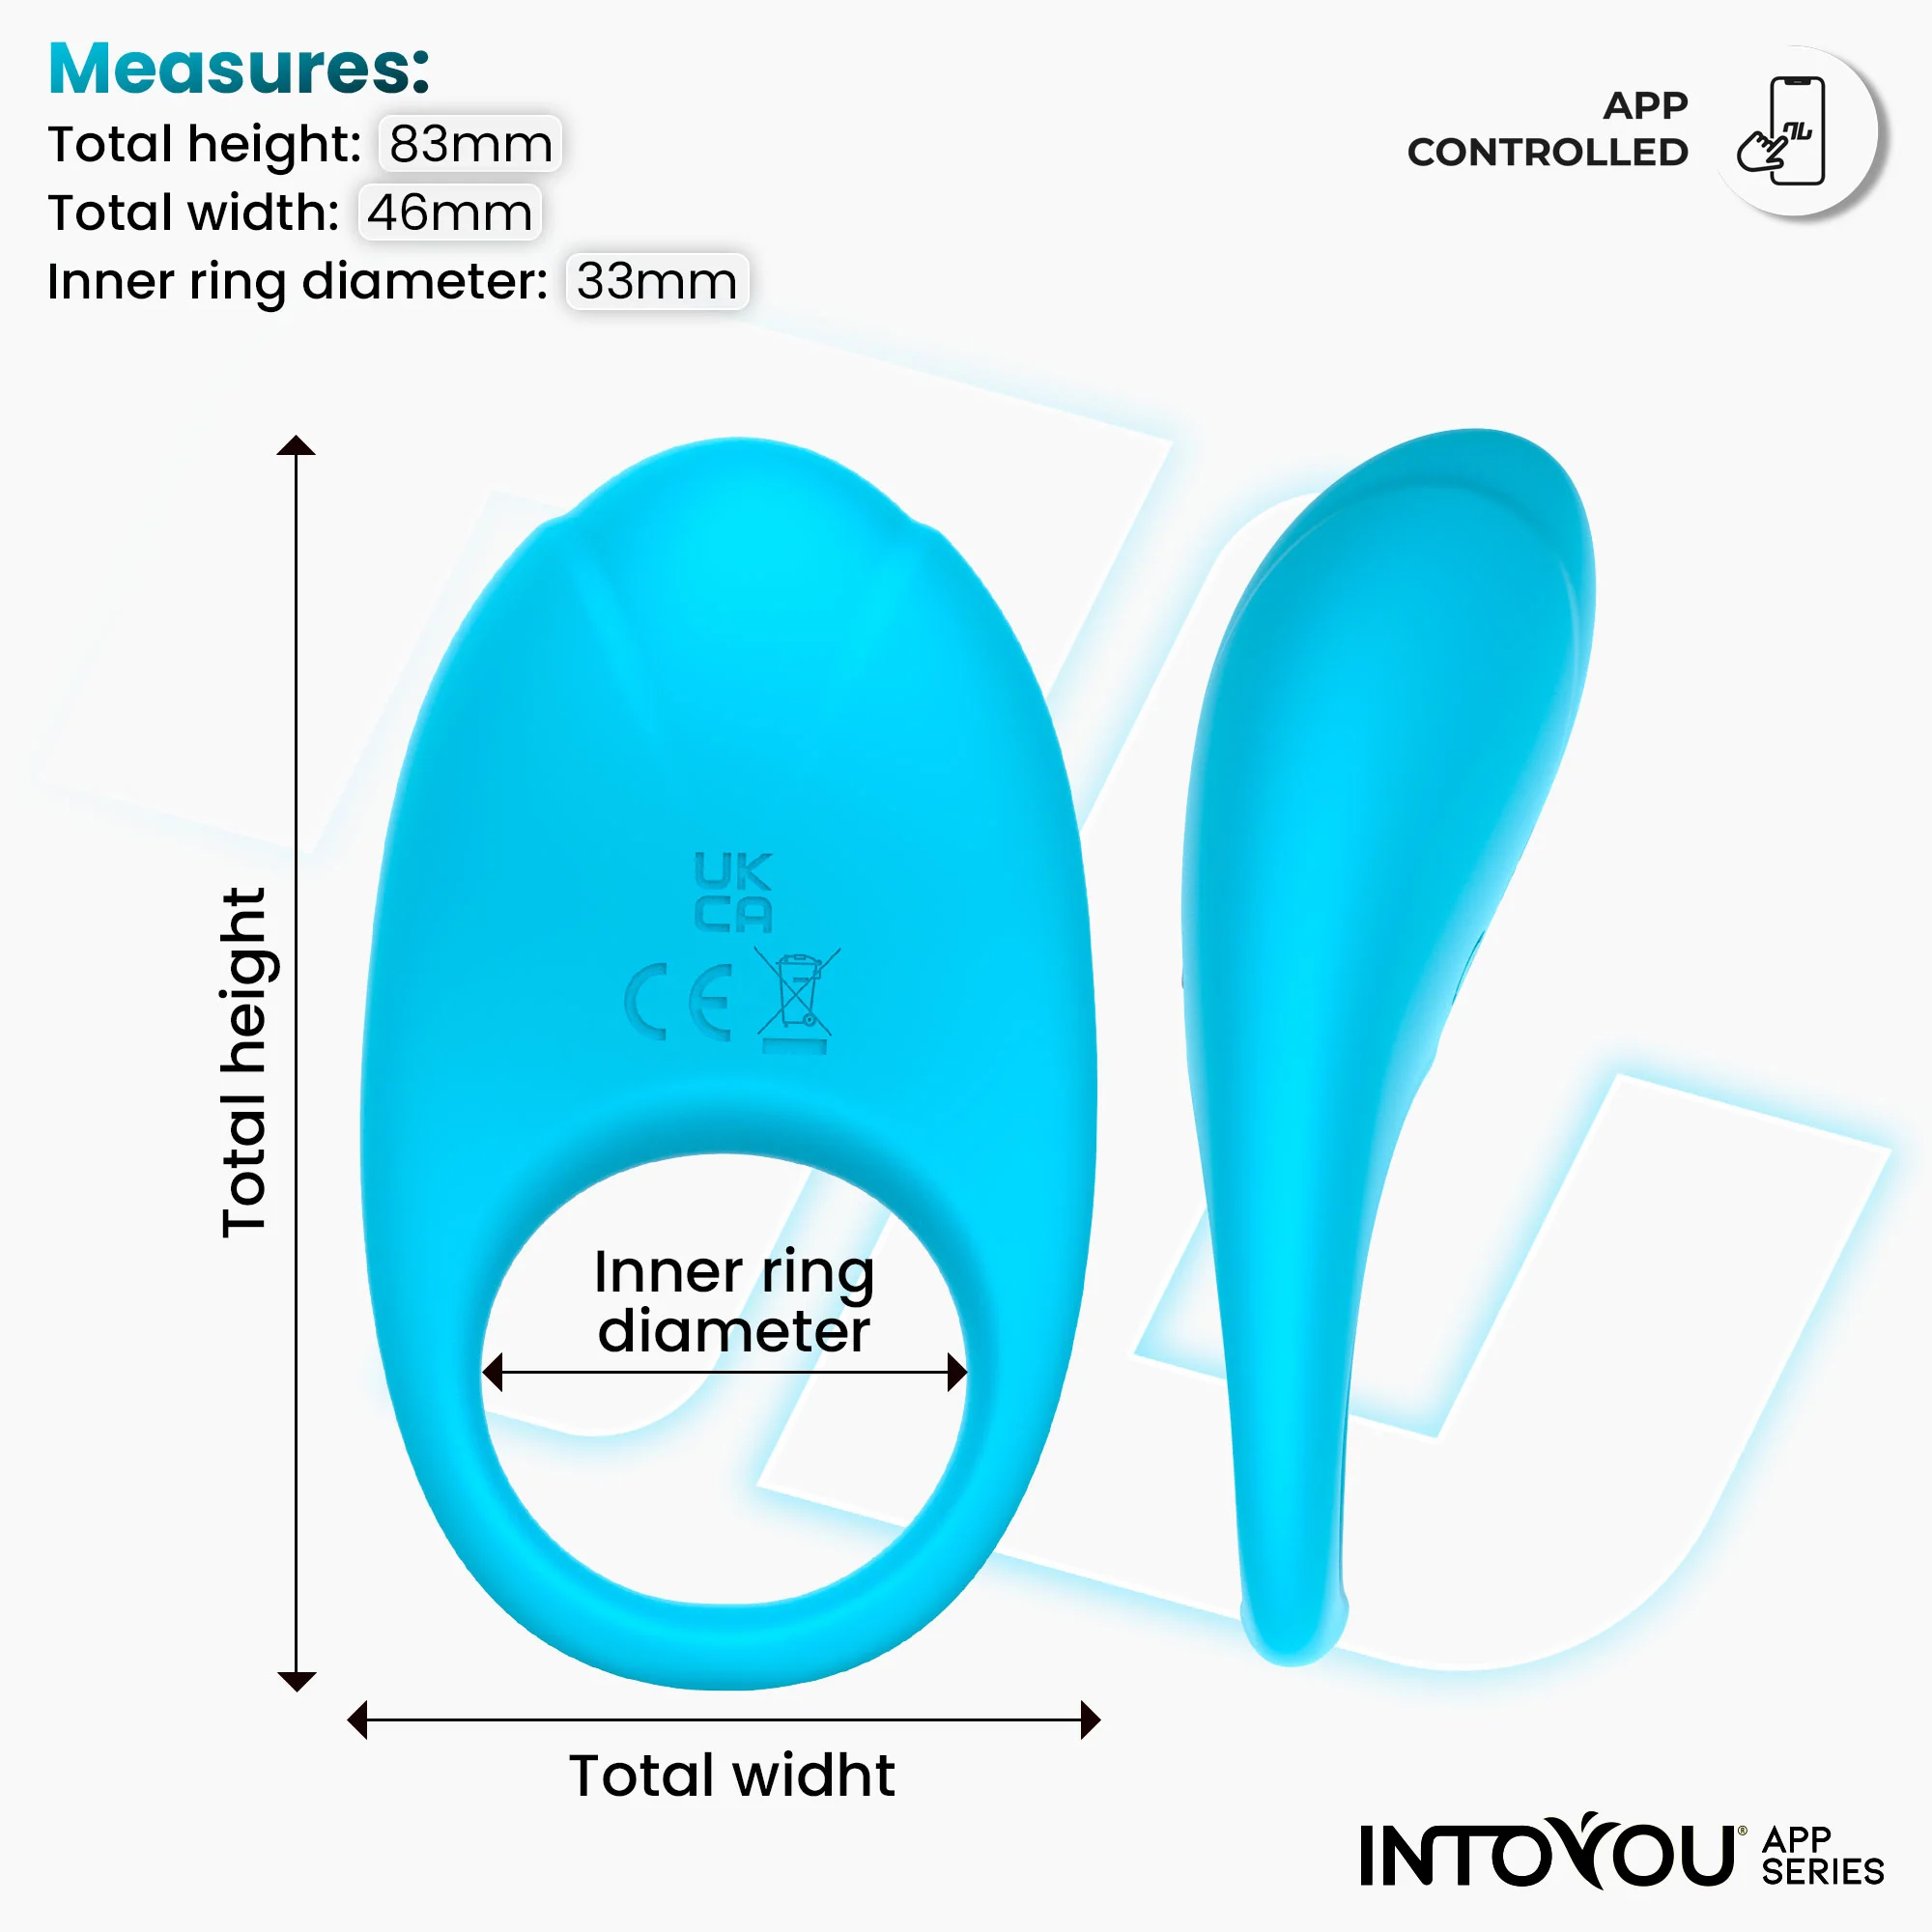 Measures:
Total height: 83mm
Total width: 46mm
Inner ring diameter: 33mm
APP
CONTROLLED
Total height
UK
CA
CE
Inner ring
diameter
Total widht
INTOYOU® APP
SERIES